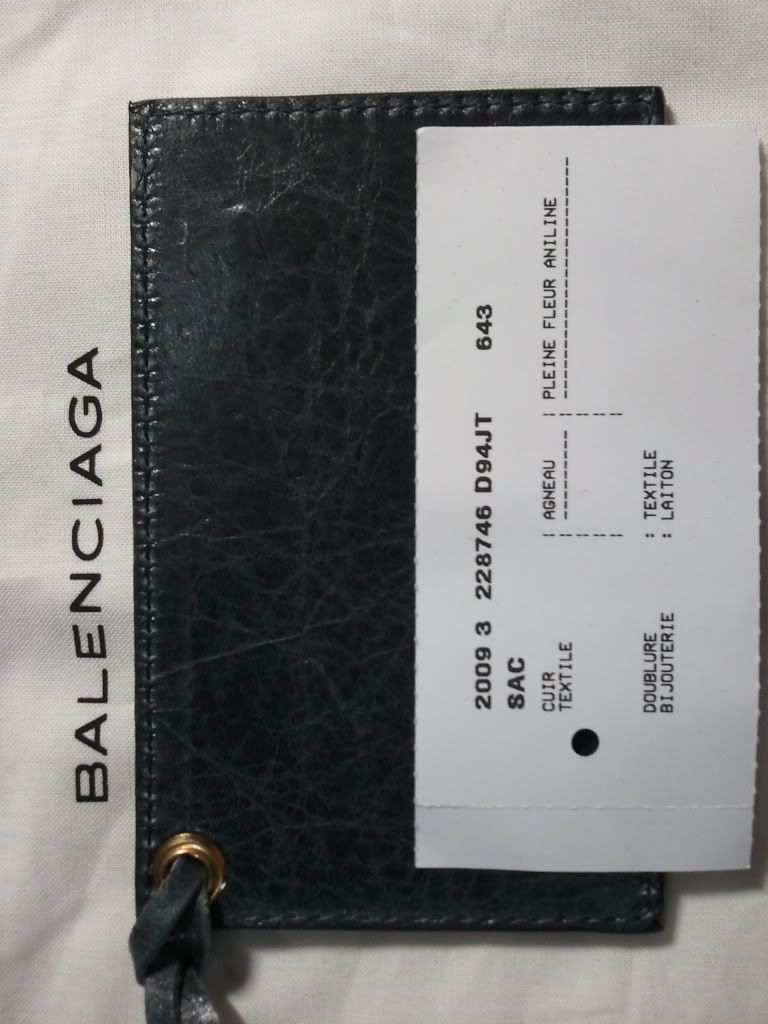 BALENCIAGA
2009 3 228746 D94JT 643
SAC
CUIR : AGNEAU : PLEINE FLEUR ANILINE
TEXTILE :---------- :-----------------------------
DOUBLURE : TEXTILE
BIJOUTERIE : LAITON